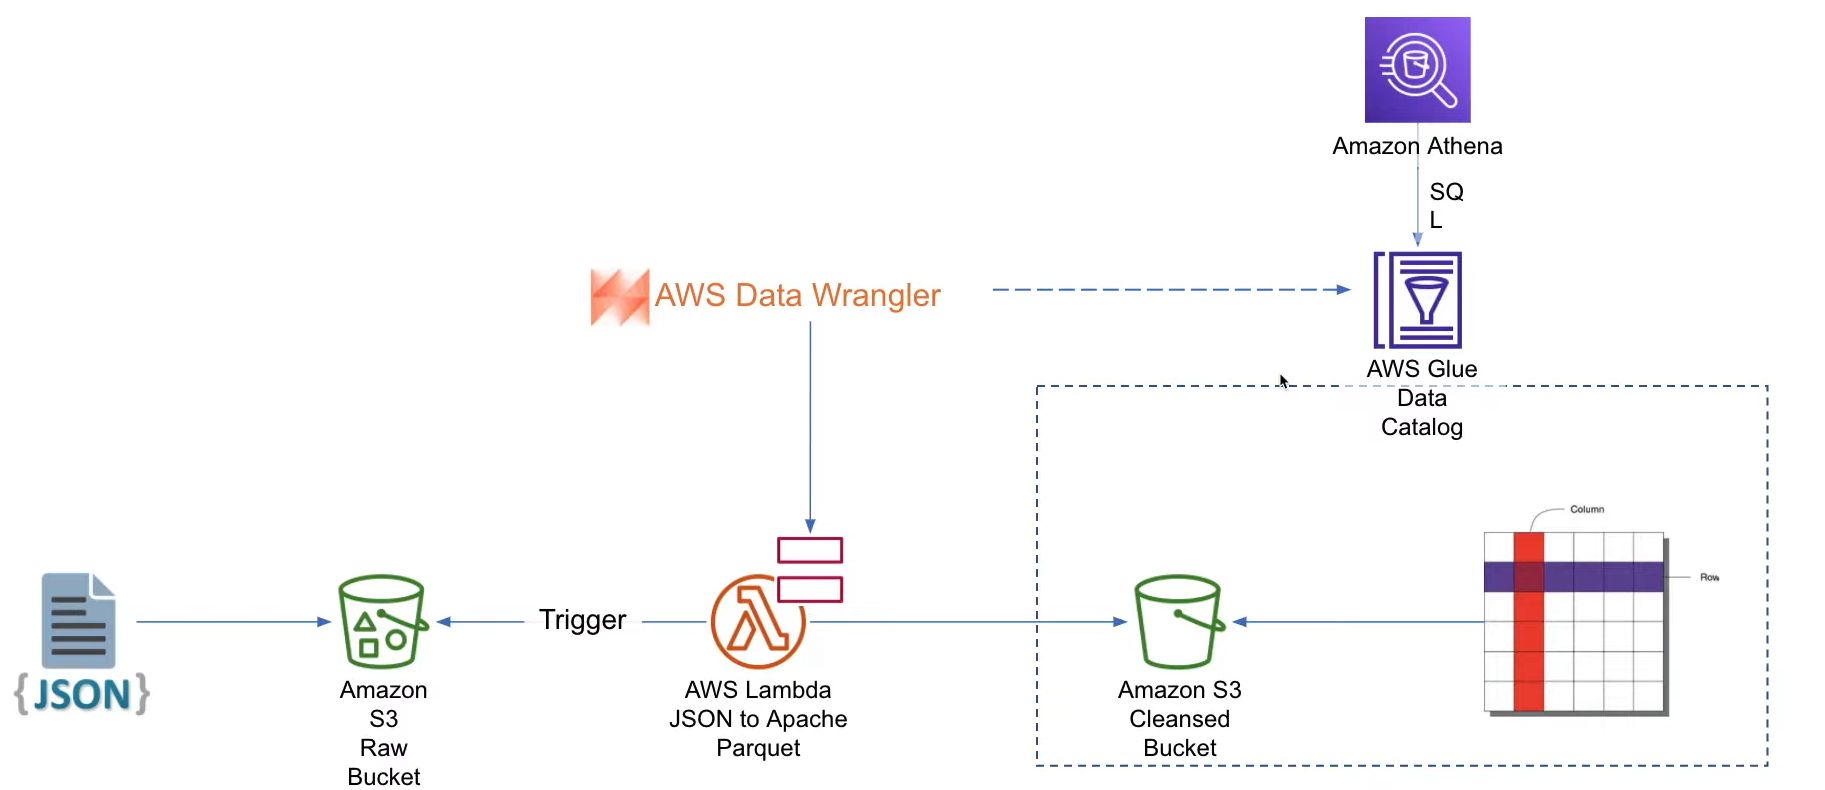 Amazon Athena
SQ
L
AWS Data Wrangler
AWS Glue
Data
Catalog
Column
Row
{JSON}
Trigger
Amazon
S3
Raw
Bucket
AWS Lambda
JSON to Apache
Parquet
Amazon S3
Cleansed
Bucket